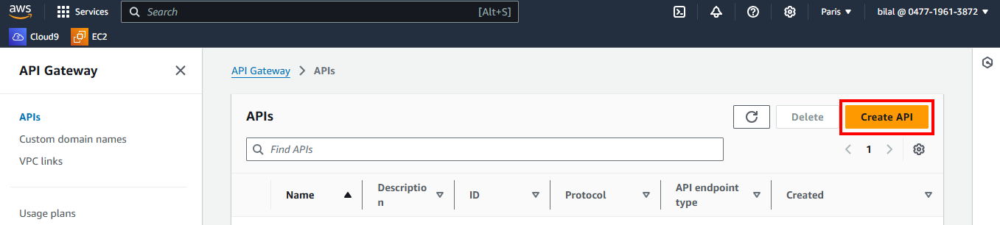 aws Services Search [Alt+S] Paris bilal @ 0477-1961-3872
Cloud9 EC2
API Gateway
APIs
Custom domain names
VPC links
Usage plans
API Gateway > APIs
APIs Delete Create API
Find APIs 1
Name Descriptio ID Protocol API endpoint Created
n type